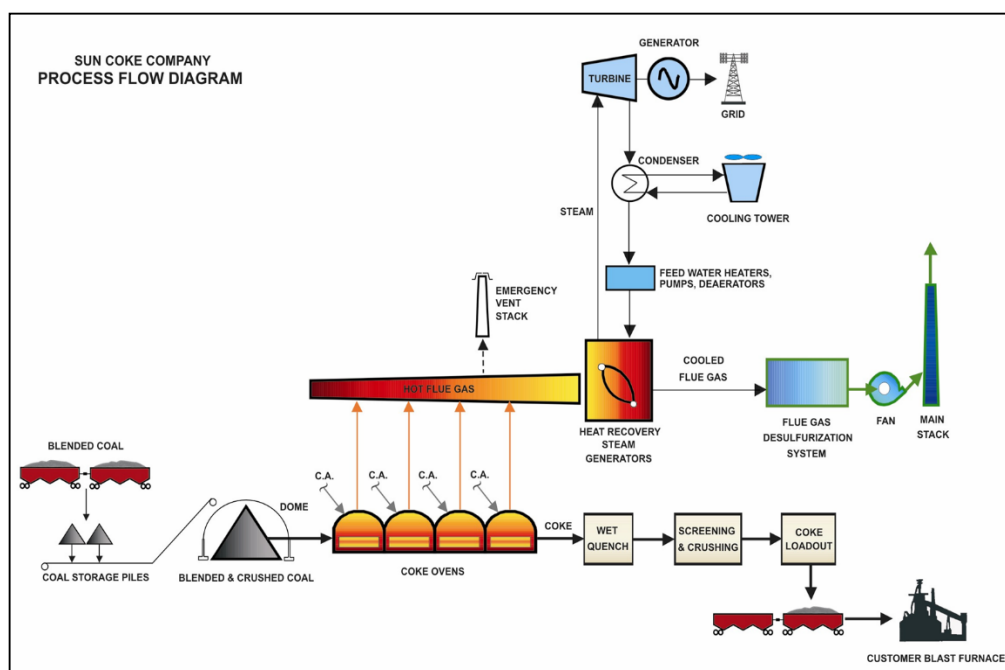 SUN COKE COMPANY
PROCESS FLOW DIAGRAM
GENERATOR
TURBINE
GRID
CONDENSER
STEAM
COOLING TOWER
FEED WATER HEATERS,
PUMPS, DEAERATORS
EMERGENCY
VENT
STACK
HOT FLUE GAS
COOLED
FLUE GAS
HEAT RECOVERY
STEAM
GENERATORS
FLUE GAS
DESULFURIZATION
SYSTEM
FAN
MAIN
STACK
BLENDED COAL
C.A.
C.A.
C.A.
C.A.
DOME
COKE
WET
QUENCH
SCREENING
& CRUSHING
COKE
LOADOUT
COAL STORAGE PILES
BLENDED & CRUSHED COAL
COKE OVENS
CUSTOMER BLAST FURNACE